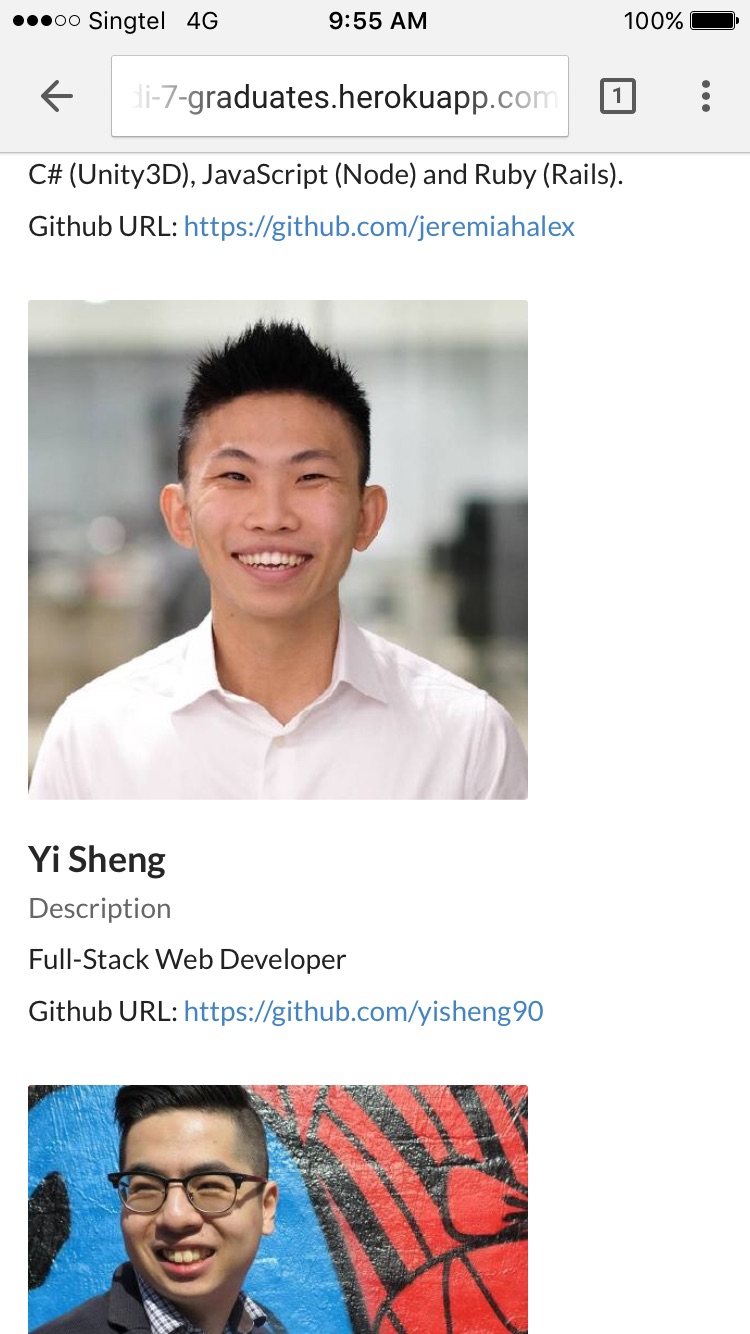 Singtel 4G 9:55 AM 100%
di-7-graduates.herokuapp.com
1
C# (Unity3D), JavaScript (Node) and Ruby (Rails).
Github URL: https://github.com/jeremiahalex
Yi Sheng
Description
Full-Stack Web Developer
Github URL: https://github.com/yisheng90